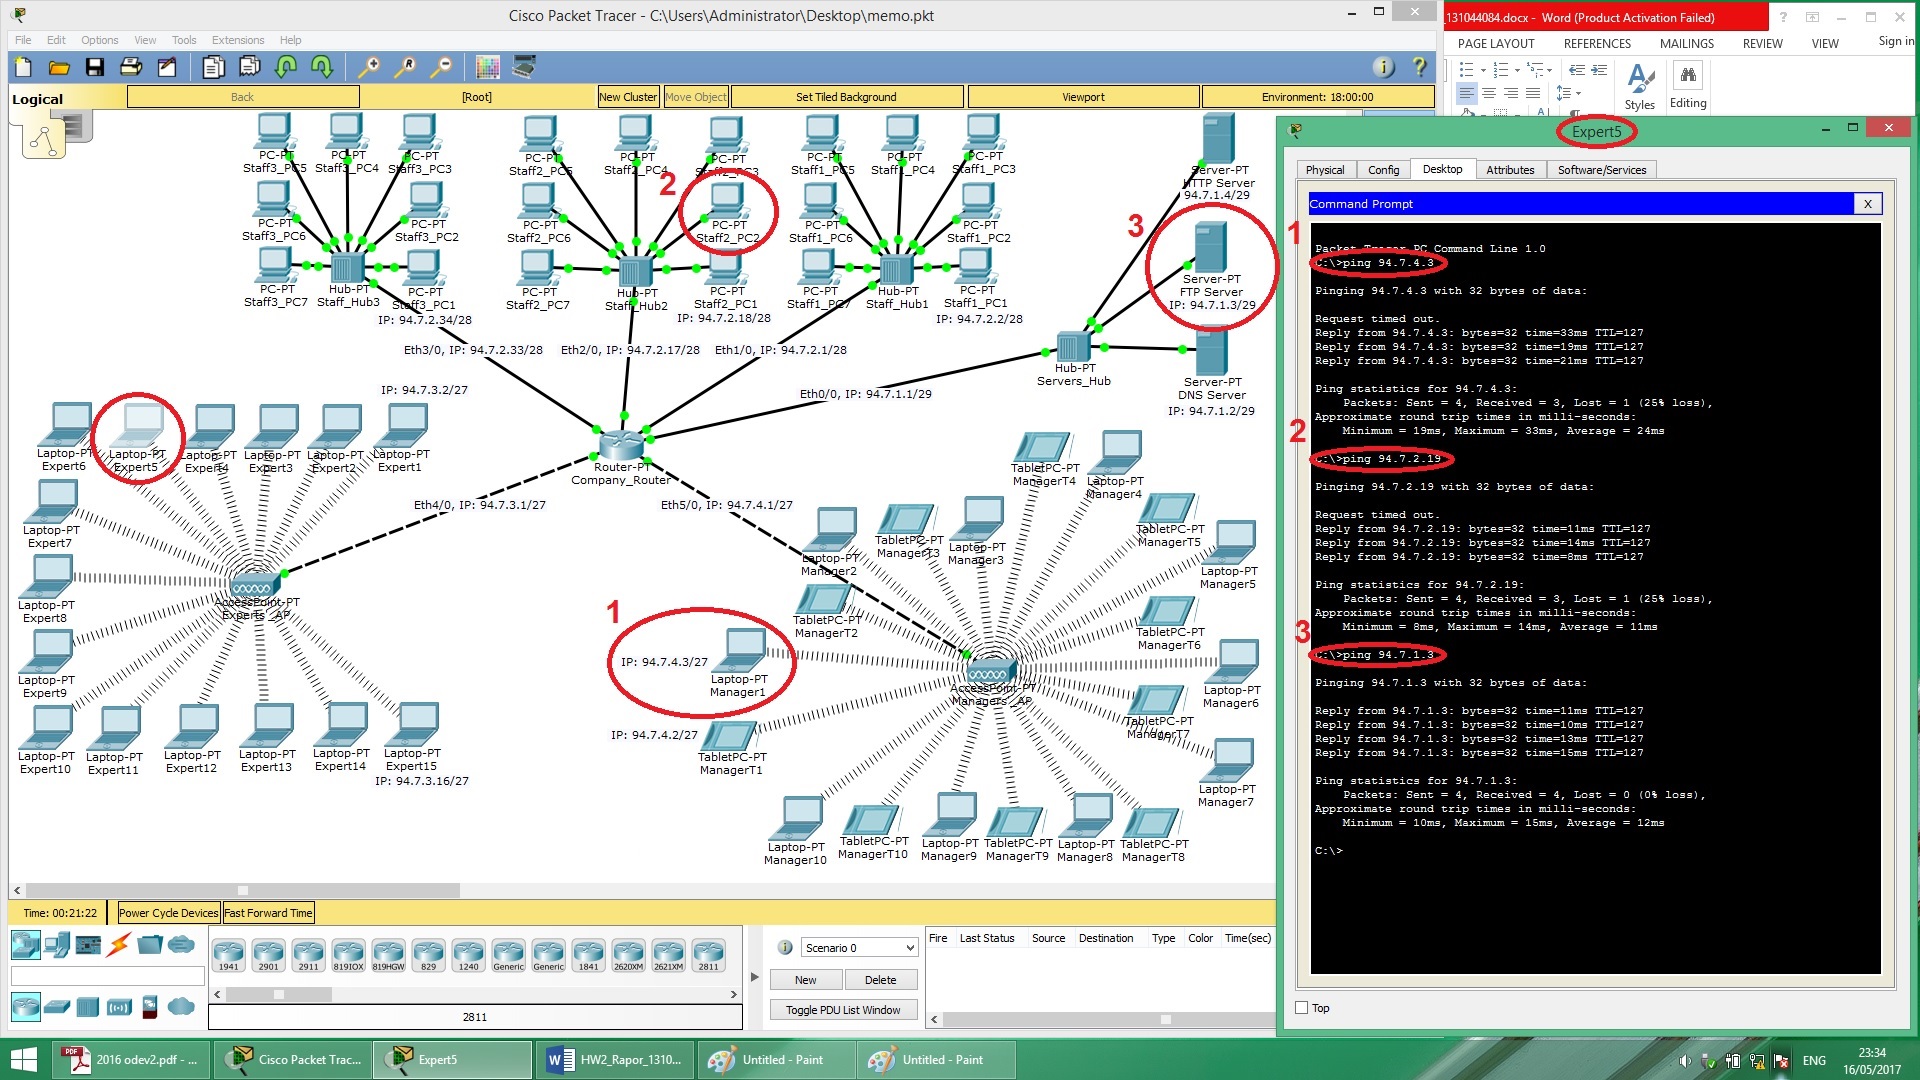 Cisco Packet Tracer - C:\Users\Administrator\Desktop\memo.pkt
_131044084.docx - Word (Product Activation Failed)
File Edit Options View Tools Extensions Help
PAGE LAYOUT REFERENCES MAILINGS REVIEW VIEW Sign in
Styles Editing
Logical Back [Root] New Cluster Move Object Set Tiled Background Viewport Environment: 18:00:00
PC-PT
Staff3_PC5
PC-PT
Staff3_PC4
PC-PT
Staff3_PC3
PC-PT
Staff3_PC6
PC-PT
Staff3_PC2
PC-PT
Staff3_PC7
Hub-PT
Staff_Hub3
PC-PT
Staff3_PC1
IP: 94.7.2.34/28
PC-PT
Staff2_PC5
PC-PT
Staff2_PC4
PC-PT
Staff2_PC3
2
PC-PT
Staff2_PC6
PC-PT
Staff2_PC2
PC-PT
Staff2_PC7
Hub-PT
Staff_Hub2
PC-PT
Staff2_PC1
IP: 94.7.2.18/28
PC-PT
Staff1_PC5
PC-PT
Staff1_PC4
PC-PT
Staff1_PC3
PC-PT
Staff1_PC6
PC-PT
Staff1_PC2
PC-PT
Staff1_PC7
Hub-PT
Staff_Hub1
PC-PT
Staff1_PC1
IP: 94.7.2.2/28
Server-PT
HTTP Server
94.7.1.4/29
3
Server-PT
FTP Server
IP: 94.7.1.3/29
Hub-PT
Servers_Hub
Server-PT
DNS Server
IP: 94.7.1.2/29
Eth3/0, IP: 94.7.2.33/28
Eth2/0, IP: 94.7.2.17/28
Eth1/0, IP: 94.7.2.1/28
Eth0/0, IP: 94.7.1.1/29
Router-PT
Company_Router
Eth4/0, IP: 94.7.3.1/27
Eth5/0, IP: 94.7.4.1/27
IP: 94.7.3.2/27
Laptop-PT
Expert6
Laptop-PT
Expert5
Laptop-PT
Expert4
Laptop-PT
Expert3
Laptop-PT
Expert2
Laptop-PT
Expert1
Laptop-PT
Expert7
Laptop-PT
Expert8
AccessPoint-PT
Experts_AP
Laptop-PT
Expert9
Laptop-PT
Expert10
Laptop-PT
Expert11
Laptop-PT
Expert12
Laptop-PT
Expert13
Laptop-PT
Expert14
Laptop-PT
Expert15
IP: 94.7.3.16/27
TabletPC-PT
ManagerT4
Laptop-PT
Manager4
Laptop-PT
Manager2
TabletPC-PT
ManagerT3
Laptop-PT
Manager3
TabletPC-PT
ManagerT5
Laptop-PT
Manager5
TabletPC-PT
ManagerT2
TabletPC-PT
ManagerT6
1
IP: 94.7.4.3/27
Laptop-PT
Manager1
AccessPoint-PT
Managers_AP
Laptop-PT
Manager6
IP: 94.7.4.2/27
TabletPC-PT
ManagerT1
TabletPC-PT
ManagerT7
Laptop-PT
Manager7
Laptop-PT
Manager10
TabletPC-PT
ManagerT10
Laptop-PT
Manager9
TabletPC-PT
ManagerT9
Laptop-PT
Manager8
TabletPC-PT
ManagerT8
Expert5
Physical Config Desktop Attributes Software/Services
Command Prompt X
1
Packet Tracer PC Command Line 1.0
C:\>ping 94.7.4.3
Pinging 94.7.4.3 with 32 bytes of data:
Request timed out.
Reply from 94.7.4.3: bytes=32 time=33ms TTL=127
Reply from 94.7.4.3: bytes=32 time=19ms TTL=127
Reply from 94.7.4.3: bytes=32 time=21ms TTL=127
Ping statistics for 94.7.4.3:
Packets: Sent = 4, Received = 3, Lost = 1 (25% loss),
Approximate round trip times in milli-seconds:
Minimum = 19ms, Maximum = 33ms, Average = 24ms
2
C:\>ping 94.7.2.19
Pinging 94.7.2.19 with 32 bytes of data:
Request timed out.
Reply from 94.7.2.19: bytes=32 time=11ms TTL=127
Reply from 94.7.2.19: bytes=32 time=14ms TTL=127
Reply from 94.7.2.19: bytes=32 time=8ms TTL=127
Ping statistics for 94.7.2.19:
Packets: Sent = 4, Received = 3, Lost = 1 (25% loss),
Approximate round trip times in milli-seconds:
Minimum = 8ms, Maximum = 14ms, Average = 11ms
3
C:\>ping 94.7.1.3
Pinging 94.7.1.3 with 32 bytes of data:
Reply from 94.7.1.3: bytes=32 time=11ms TTL=127
Reply from 94.7.1.3: bytes=32 time=10ms TTL=127
Reply from 94.7.1.3: bytes=32 time=13ms TTL=127
Reply from 94.7.1.3: bytes=32 time=15ms TTL=127
Ping statistics for 94.7.1.3:
Packets: Sent = 4, Received = 4, Lost = 0 (0% loss),
Approximate round trip times in milli-seconds:
Minimum = 10ms, Maximum = 15ms, Average = 12ms
C:\>
Top
Time: 00:21:22 Power Cycle Devices Fast Forward Time
1941 2901 2911 819IOX 819HGW 829 1240 Generic Generic 1841 2620XM 2621XM 2811
2811
Scenario 0
New Delete
Toggle PDU List Window
Fire Last Status Source Destination Type Color Time(sec)
2016 odev2.pdf - ... Cisco Packet Trac... Expert5 HW2_Rapor_1310... Untitled - Paint Untitled - Paint
ENG
23:34
16/05/2017